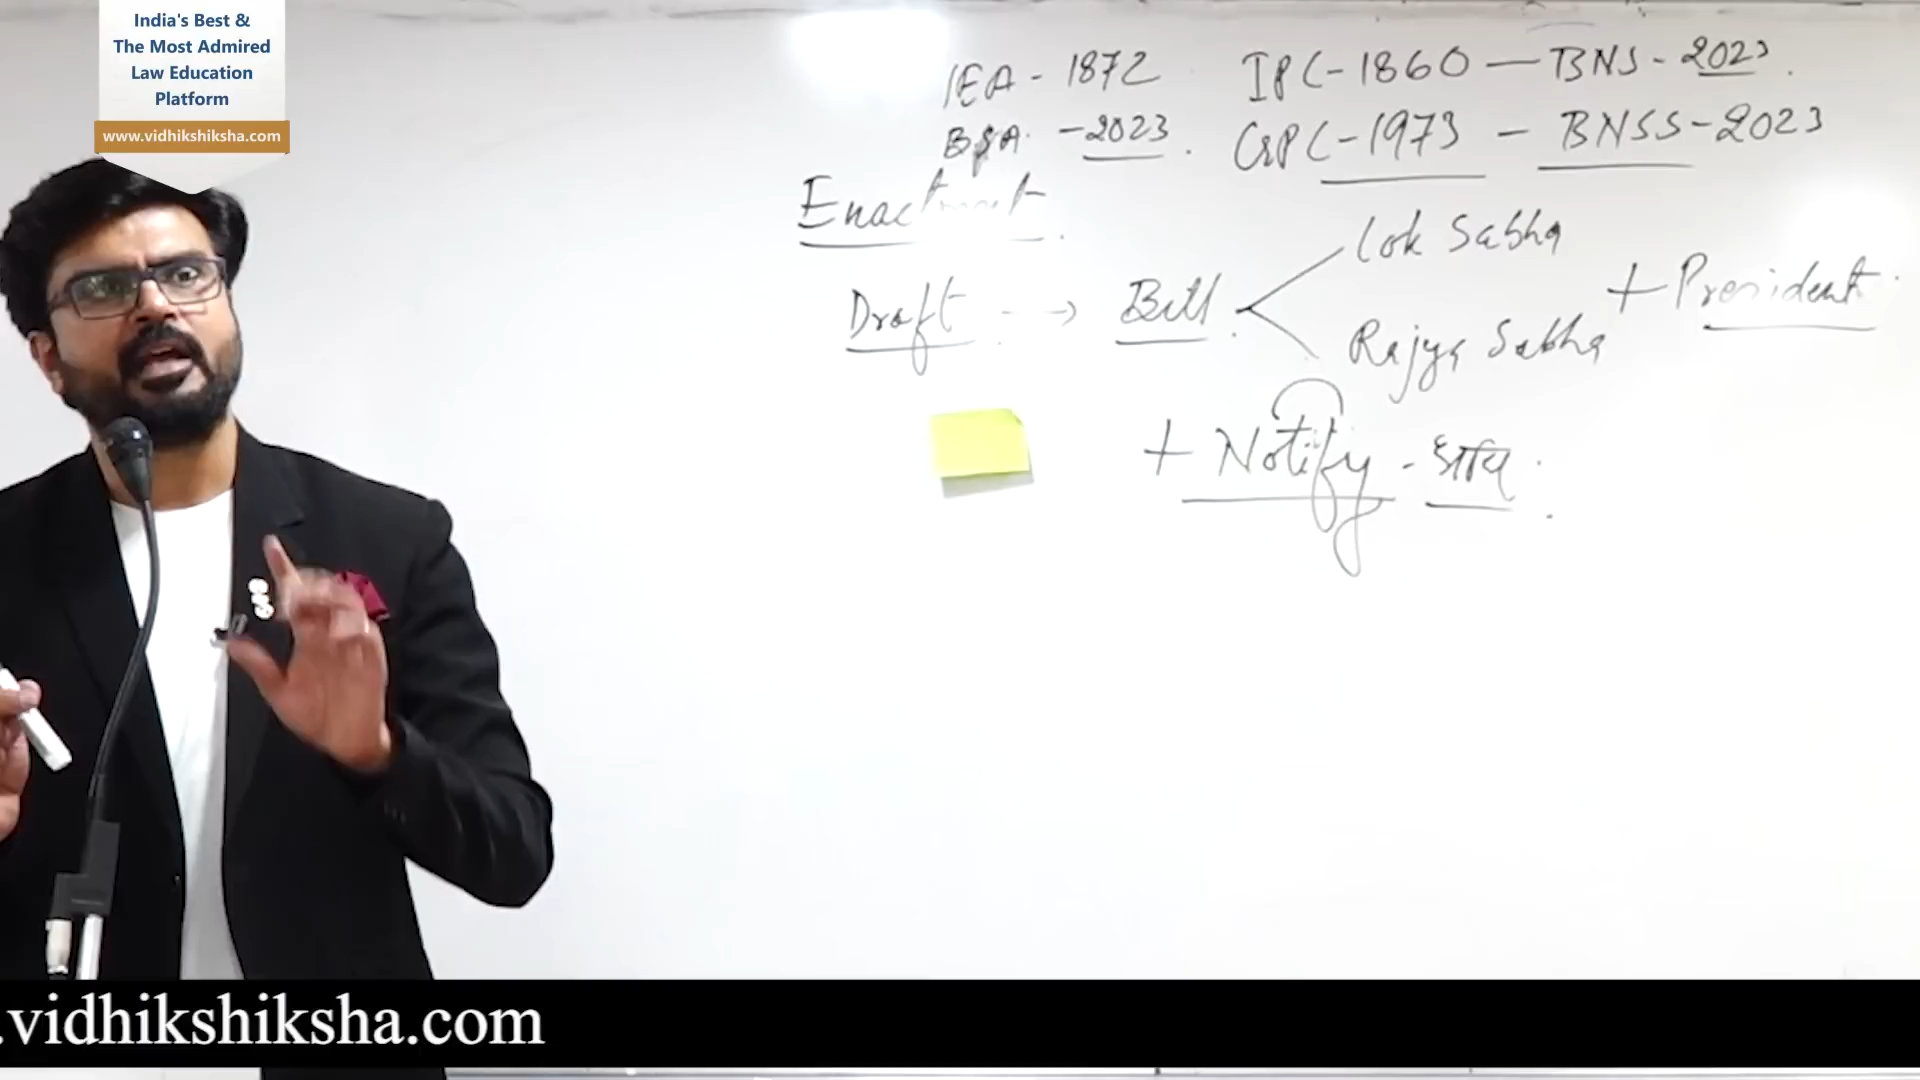 India's Best &
The Most Admired
Law Education
Platform
www.vidhikshiksha.com
IEA - 1872 IPC - 1860 — BNS - 2023.
BSA - 2023. CrPC - 1973 - BNSS - 2023
Enactment.
Lok Sabha
Draft --> Bill. + President.
Rajya Sabha
+ Notify -
.vidhikshiksha.com